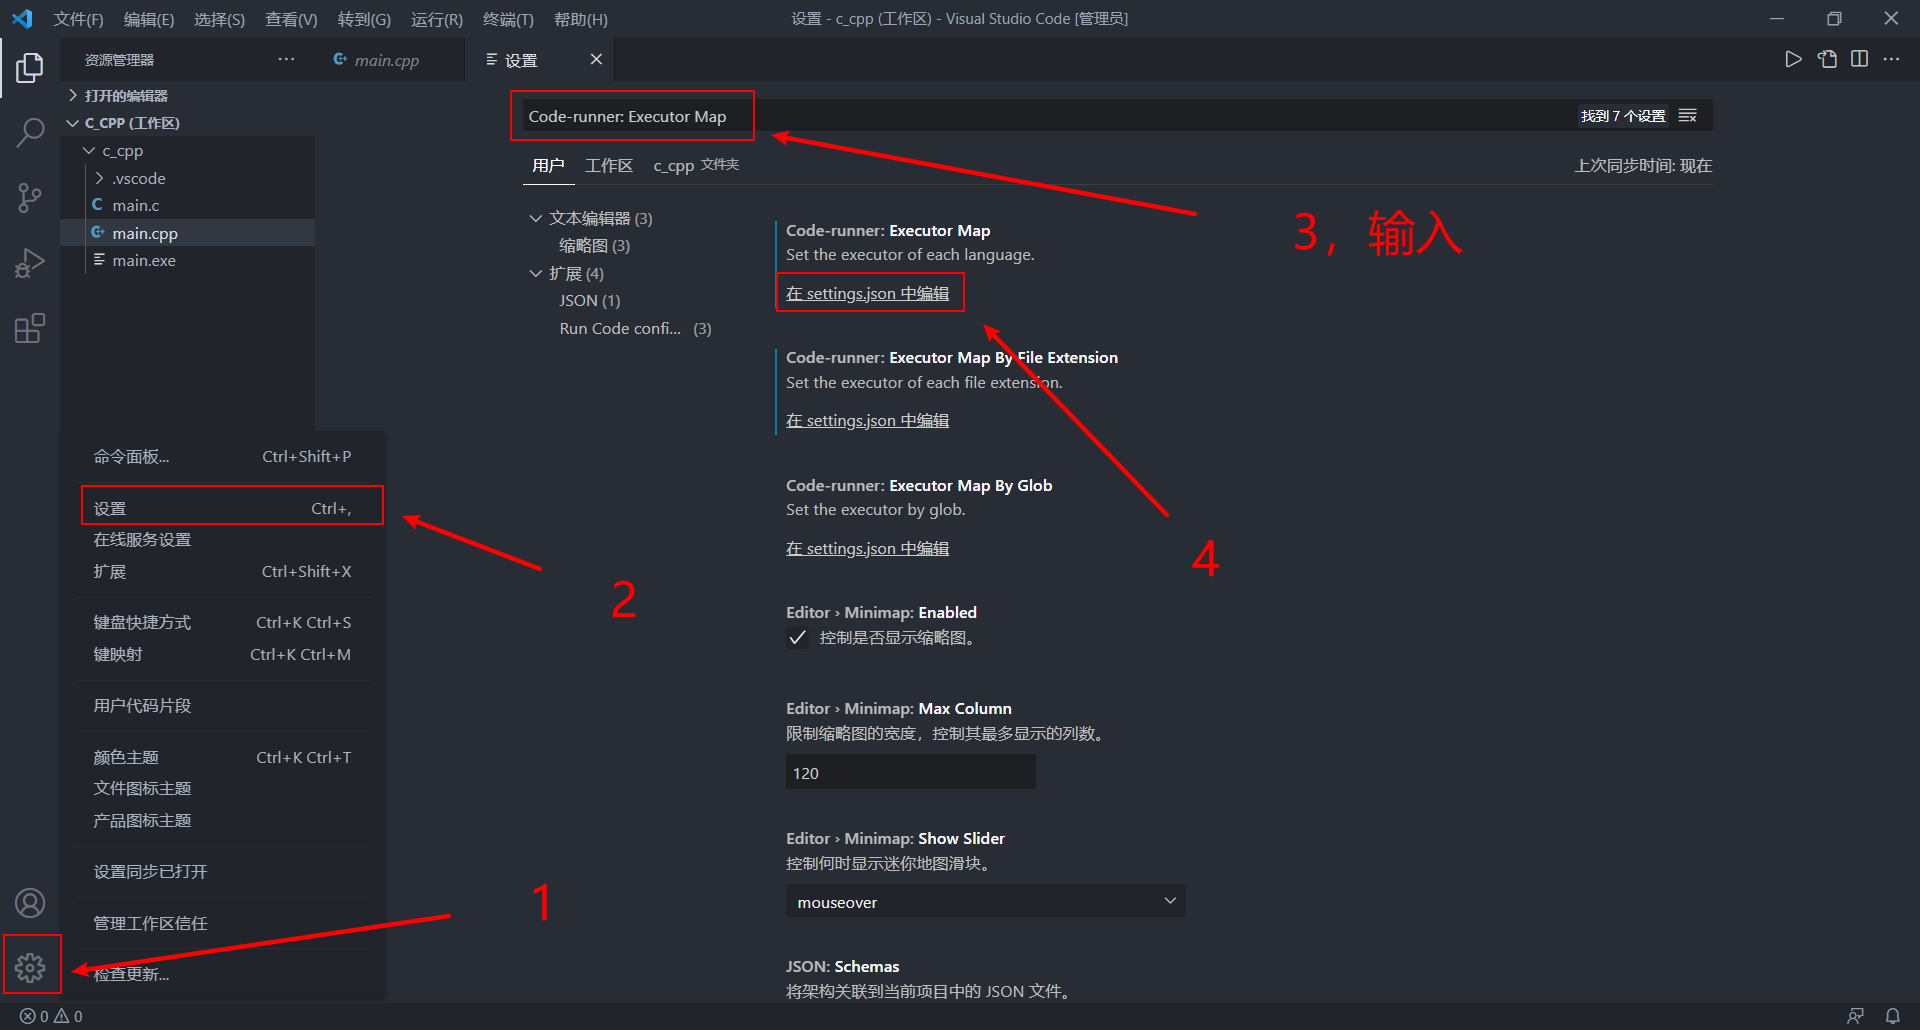 文件(F) 编辑(E) 选择(S) 查看(V) 转到(G) 运行(R) 终端(T) 帮助(H)
设置 - c_cpp (工作区) - Visual Studio Code [管理员]
资源管理器
main.cpp
设置
打开的编辑器
C_CPP (工作区)
c_cpp
.vscode
C main.c
main.cpp
main.exe
Code-runner: Executor Map
找到 7 个设置
用户 工作区 c_cpp 文件夹
上次同步时间: 现在
文本编辑器 (3)
缩略图 (3)
扩展 (4)
JSON (1)
Run Code confi... (3)
Code-runner: Executor Map
Set the executor of each language.
在 settings.json 中编辑
Code-runner: Executor Map By File Extension
Set the executor of each file extension.
在 settings.json 中编辑
Code-runner: Executor Map By Glob
Set the executor by glob.
在 settings.json 中编辑
Editor › Minimap: Enabled
控制是否显示缩略图。
Editor › Minimap: Max Column
限制缩略图的宽度，控制其最多显示的列数。
120
Editor › Minimap: Show Slider
控制何时显示迷你地图滑块。
mouseover
JSON: Schemas
将架构关联到当前项目中的 JSON 文件。
命令面板... Ctrl+Shift+P
设置 Ctrl+,
在线服务设置
扩展 Ctrl+Shift+X
键盘快捷方式 Ctrl+K Ctrl+S
键映射 Ctrl+K Ctrl+M
用户代码片段
颜色主题 Ctrl+K Ctrl+T
文件图标主题
产品图标主题
设置同步已打开
管理工作区信任
检查更新...
1
2
3，输入
4
0 0